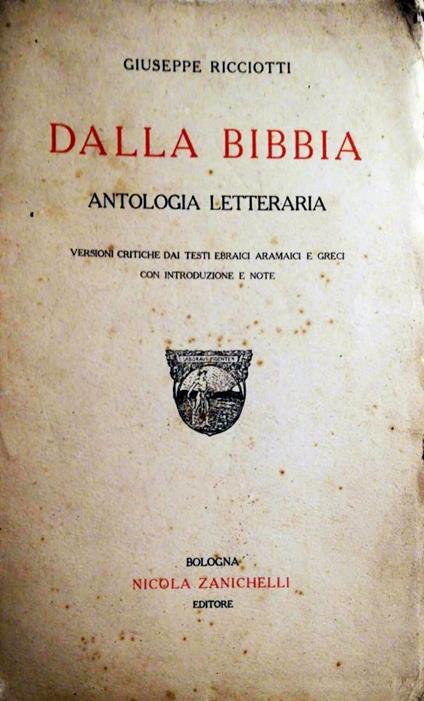 GIUSEPPE RICCIOTTI
DALLA BIBBIA
ANTOLOGIA LETTERARIA
VERSIONI CRITICHE DAI TESTI EBRAICI ARAMAICI E GRECI
CON INTRODUZIONE E NOTE
BOLOGNA
NICOLA ZANICHELLI
EDITORE